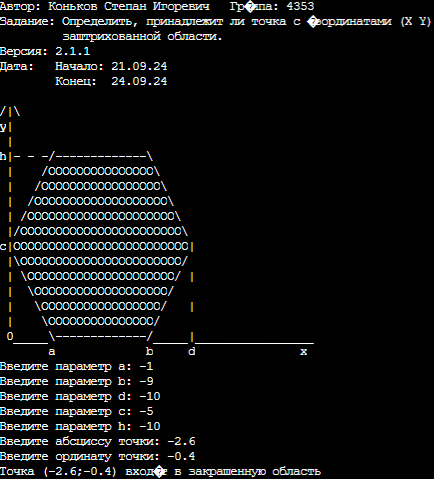 Автор: Коньков Степан Игоревич   Гр�ппа: 4353
Задание: Определить, принадлежит ли точка с �оординатами (X Y)
         заштрихованной области.
Версия: 2.1.1
Дата:   Начало: 21.09.24
        Конец:  24.09.24
/|\
y|
h|- - -/-------------\
 |    /OOOOOOOOOOOOOOO\
 |   /OOOOOOOOOOOOOOOOO\
 |  /OOOOOOOOOOOOOOOOOOO\
 | /OOOOOOOOOOOOOOOOOOOOO\
 |/OOOOOOOOOOOOOOOOOOOOOOO\
c|OOOOOOOOOOOOOOOOOOOOOOOOO|
 |\OOOOOOOOOOOOOOOOOOOOOOO/
 | \OOOOOOOOOOOOOOOOOOOOO/ |
 |  \OOOOOOOOOOOOOOOOOOO/
 |   \OOOOOOOOOOOOOOOOO/   |
 |    \OOOOOOOOOOOOOOO/
0_____\-------------/_____|_________________
      a             b     d               x
Введите параметр a: -1
Введите параметр b: -9
Введите параметр d: -10
Введите параметр c: -5
Введите параметр h: -10
Введите абсциссу точки: -2.6
Введите ординату точки: -0.4
Точка (-2.6;-0.4) вход�т в закрашенную область